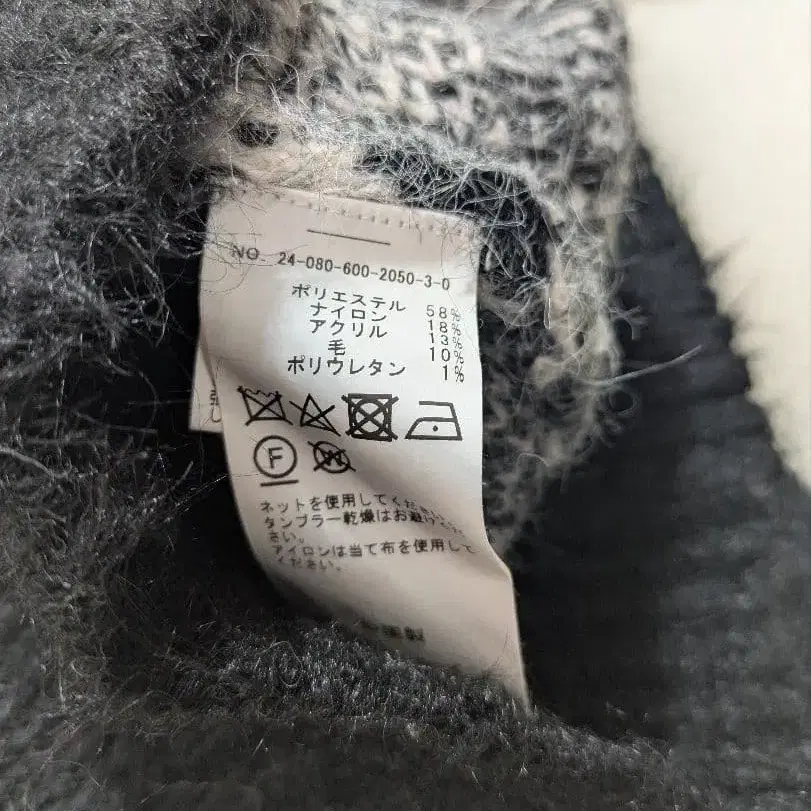 NO. 24-080-600-2050-3-0
ポリエステル 58%
ナイロン 18%
アクリル 13%
毛 10%
ポリウレタン 1%
F W
ネットを使用してくだ
タンブラー乾燥はお避けくだ
さい。
アイロンは当て布を使用して
ください。
製